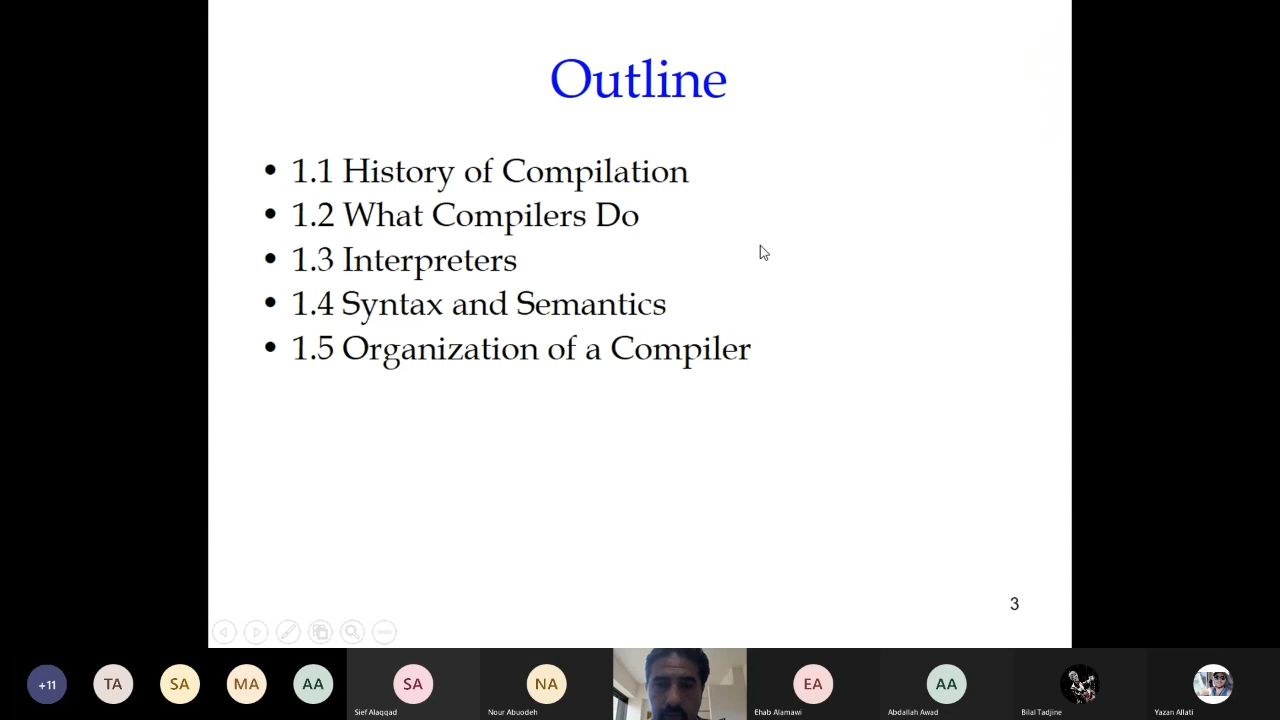 Outline
• 1.1 History of Compilation
• 1.2 What Compilers Do
• 1.3 Interpreters
• 1.4 Syntax and Semantics
• 1.5 Organization of a Compiler
3
+11
TA
SA
MA
AA
SA
Sief Alaqqad
NA
Nour Abuodeh
EA
Ehab Alamawi
AA
Abdallah Awad
Bilal Tadjine
Yazan Allati